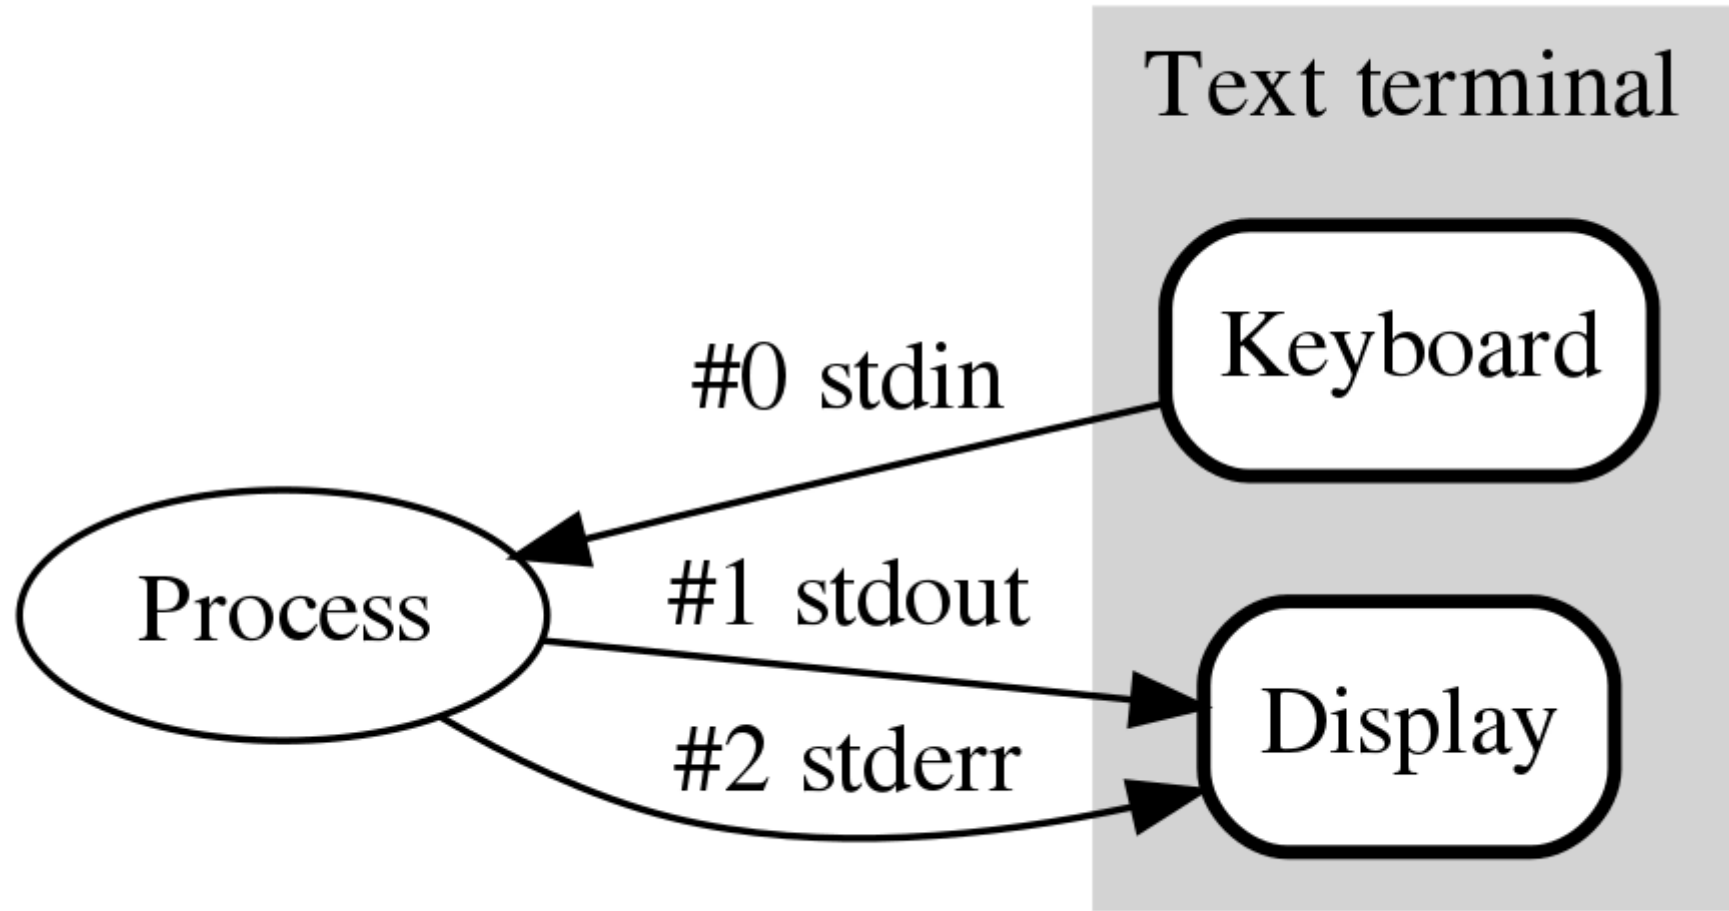 Text terminal
Keyboard
#0 stdin
#1 stdout
Process
Display
#2 stderr